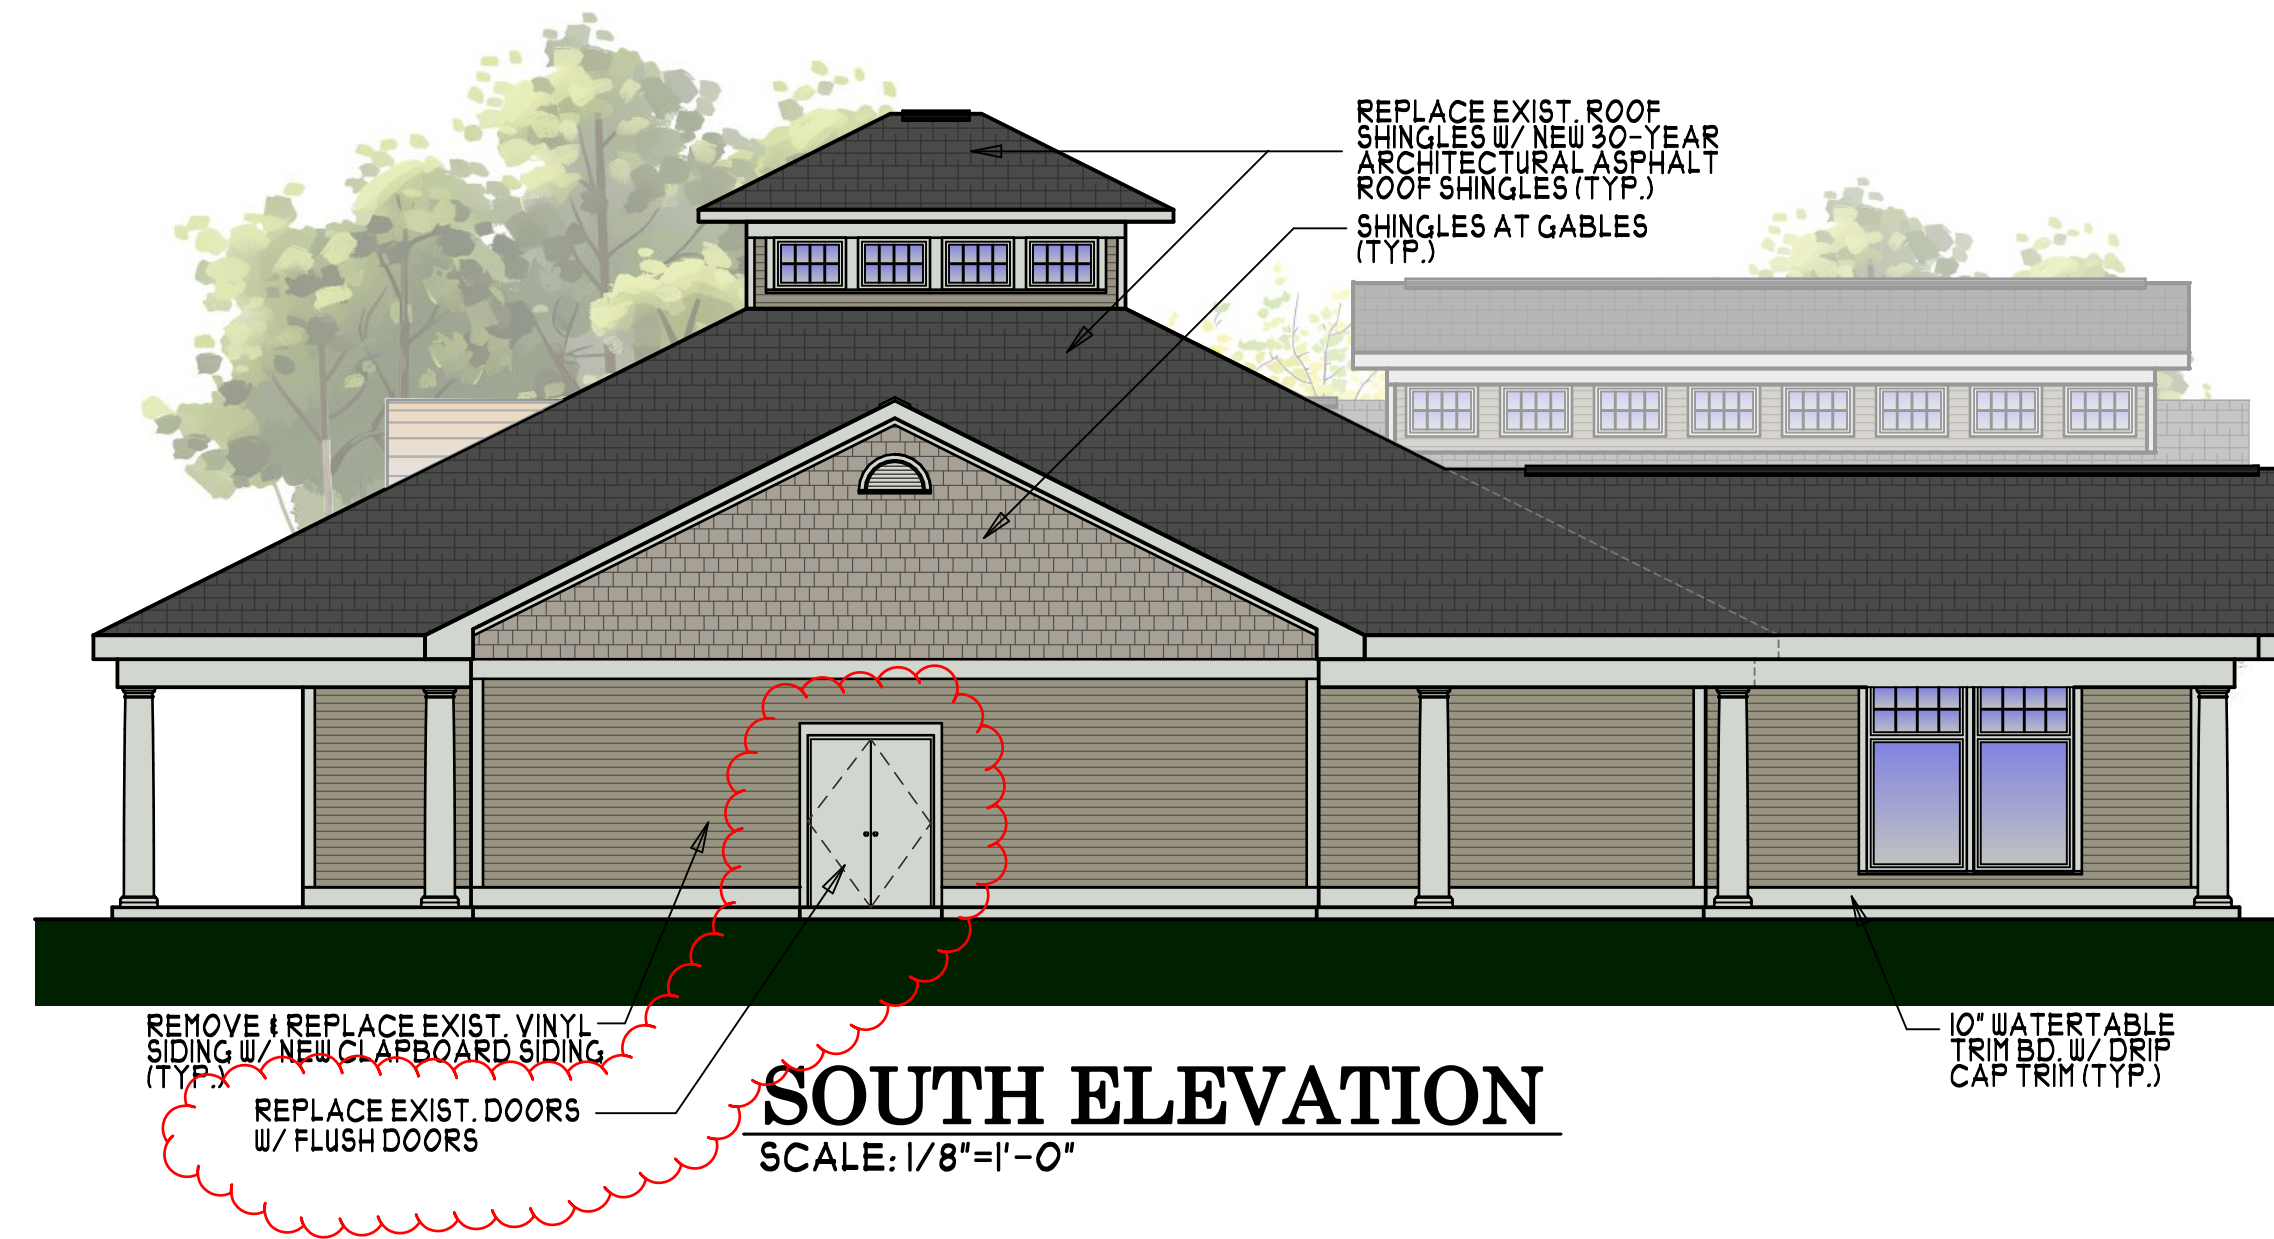 REPLACE EXIST. ROOF
SHINGLES W/ NEW 30-YEAR
ARCHITECTURAL ASPHALT
ROOF SHINGLES (TYP.)
SHINGLES AT GABLES
(TYP.)
REMOVE & REPLACE EXIST. VINYL
SIDING W/ NEW CLAPBOARD SIDING
(TYP.)
REPLACE EXIST. DOORS
W/ FLUSH DOORS
10" WATERTABLE
TRIM BD. W/ DRIP
CAP TRIM (TYP.)
SOUTH ELEVATION
SCALE: 1/8"=1'-0"